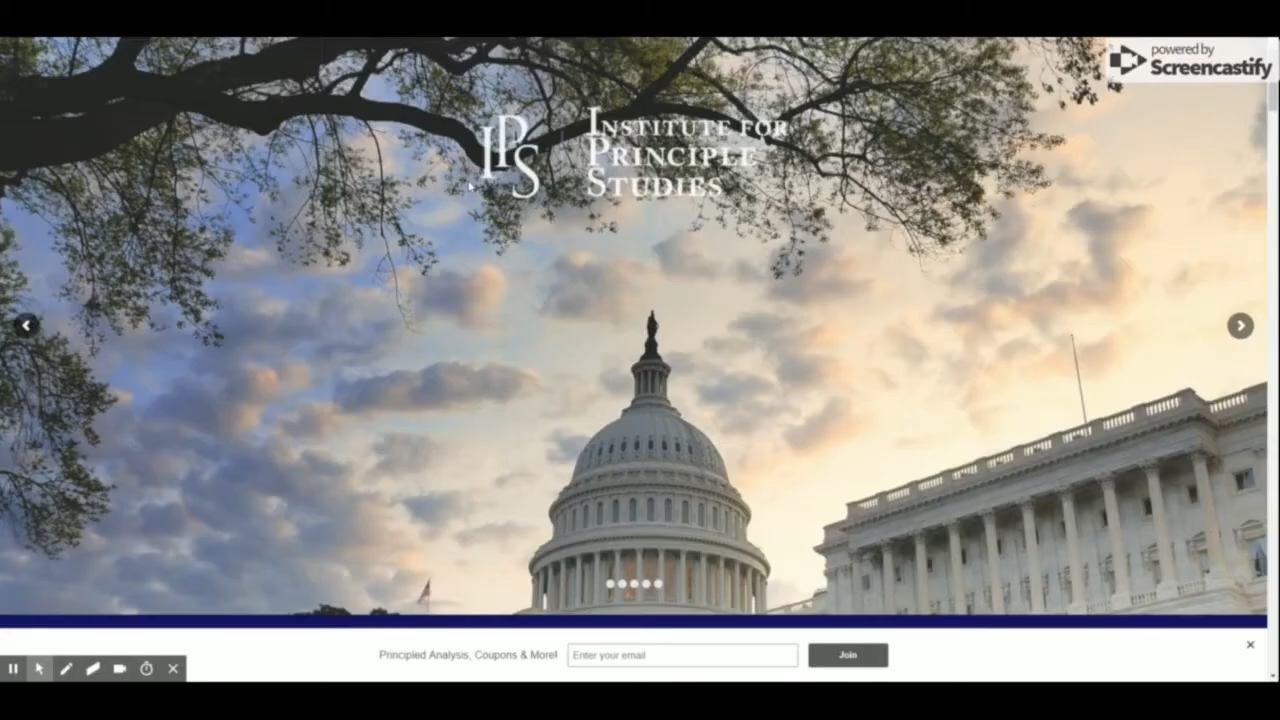 powered by
Screencastify
IPS
INSTITUTE FOR
PRINCIPLE
STUDIES
Principled Analysis, Coupons & More!
Enter your email
Join